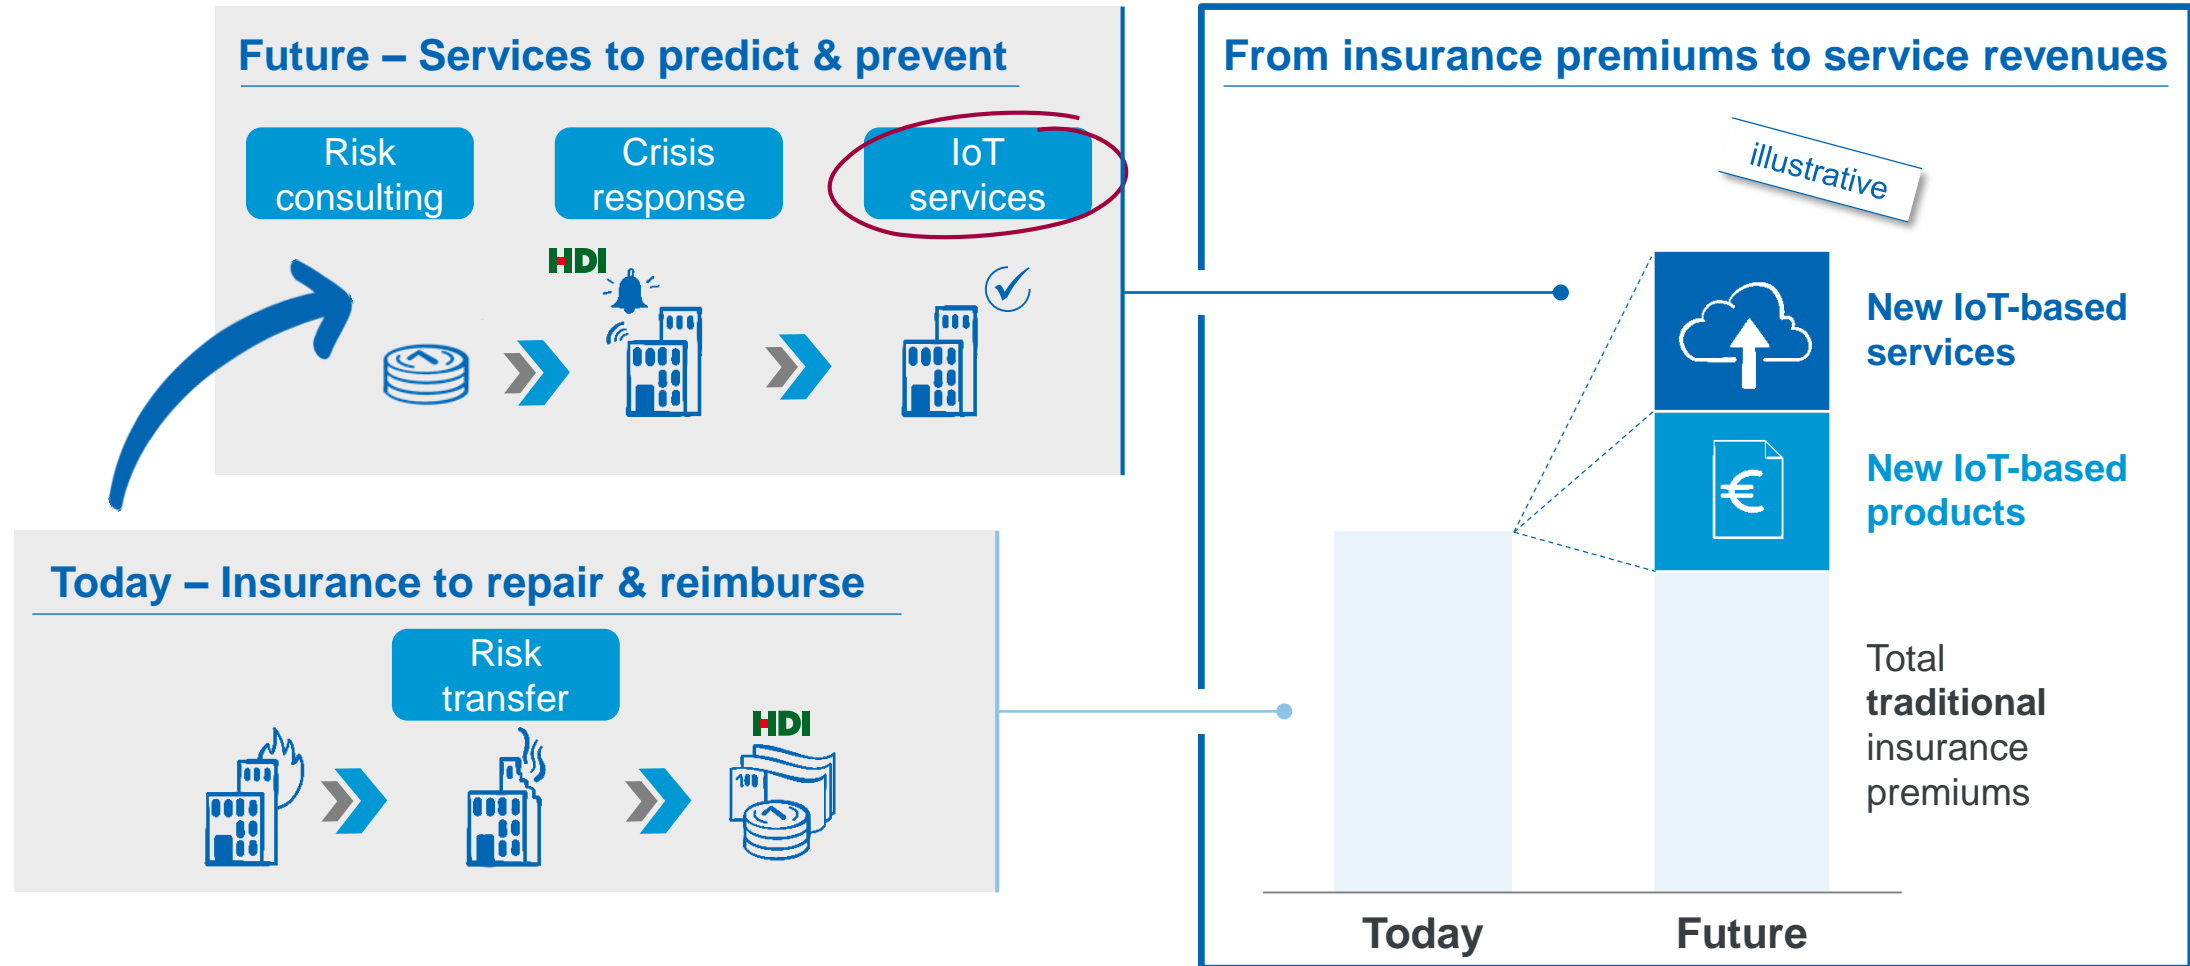 Future – Services to predict & prevent
Risk
consulting
Crisis
response
IoT
services
HDI
Today – Insurance to repair & reimburse
Risk
transfer
HDI
100
From insurance premiums to service revenues
illustrative
New IoT-based
services
€
New IoT-based
products
Total
traditional
insurance
premiums
Today
Future